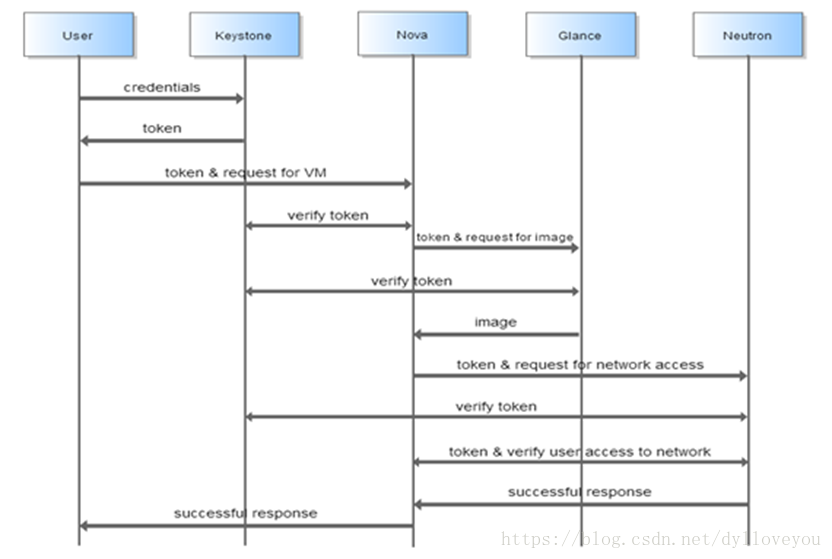 User
Keystone
Nova
Glance
Neutron
credentials
token
token & request for VM
verify token
token & request for image
verify token
image
token & request for network access
verify token
token & verify user access to network
successful response
successful response
https://blog.csdn.net/dylloveyou